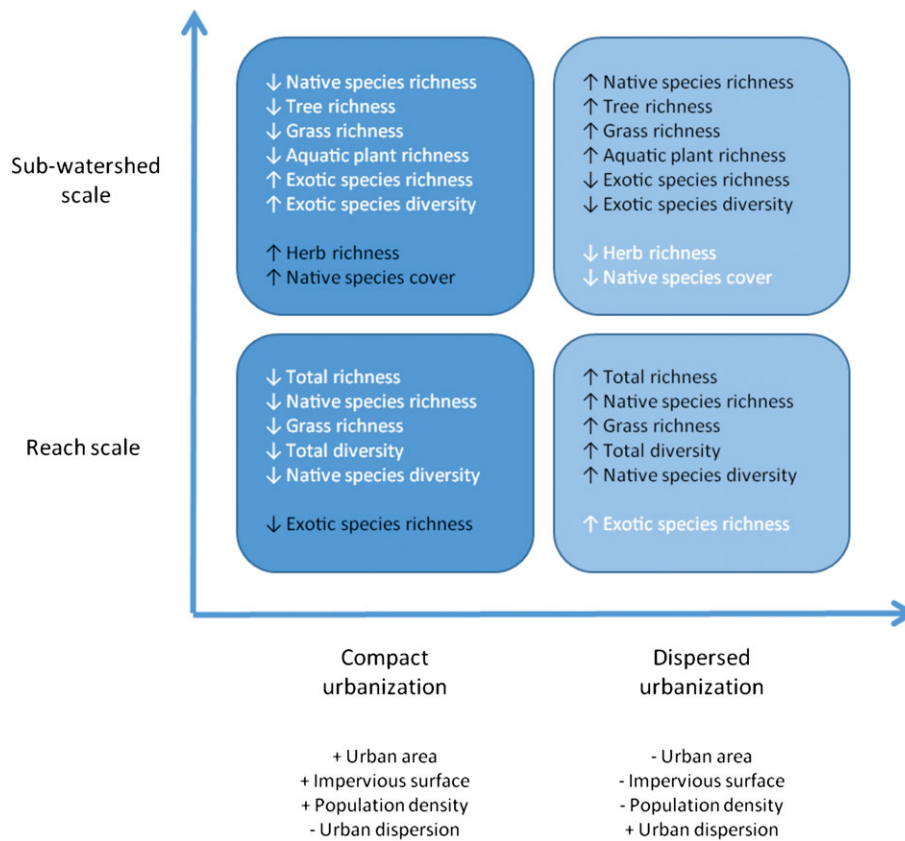 Sub-watershed
scale
↓ Native species richness
↓ Tree richness
↓ Grass richness
↓ Aquatic plant richness
↑ Exotic species richness
↑ Exotic species diversity
↑ Herb richness
↑ Native species cover
↑ Native species richness
↑ Tree richness
↑ Grass richness
↑ Aquatic plant richness
↓ Exotic species richness
↓ Exotic species diversity
↓ Herb richness
↓ Native species cover
Reach scale
↓ Total richness
↓ Native species richness
↓ Grass richness
↓ Total diversity
↓ Native species diversity
↓ Exotic species richness
↑ Total richness
↑ Native species richness
↑ Grass richness
↑ Total diversity
↑ Native species diversity
↑ Exotic species richness
Compact
urbanization
Dispersed
urbanization
+ Urban area
+ Impervious surface
+ Population density
- Urban dispersion
- Urban area
- Impervious surface
- Population density
+ Urban dispersion